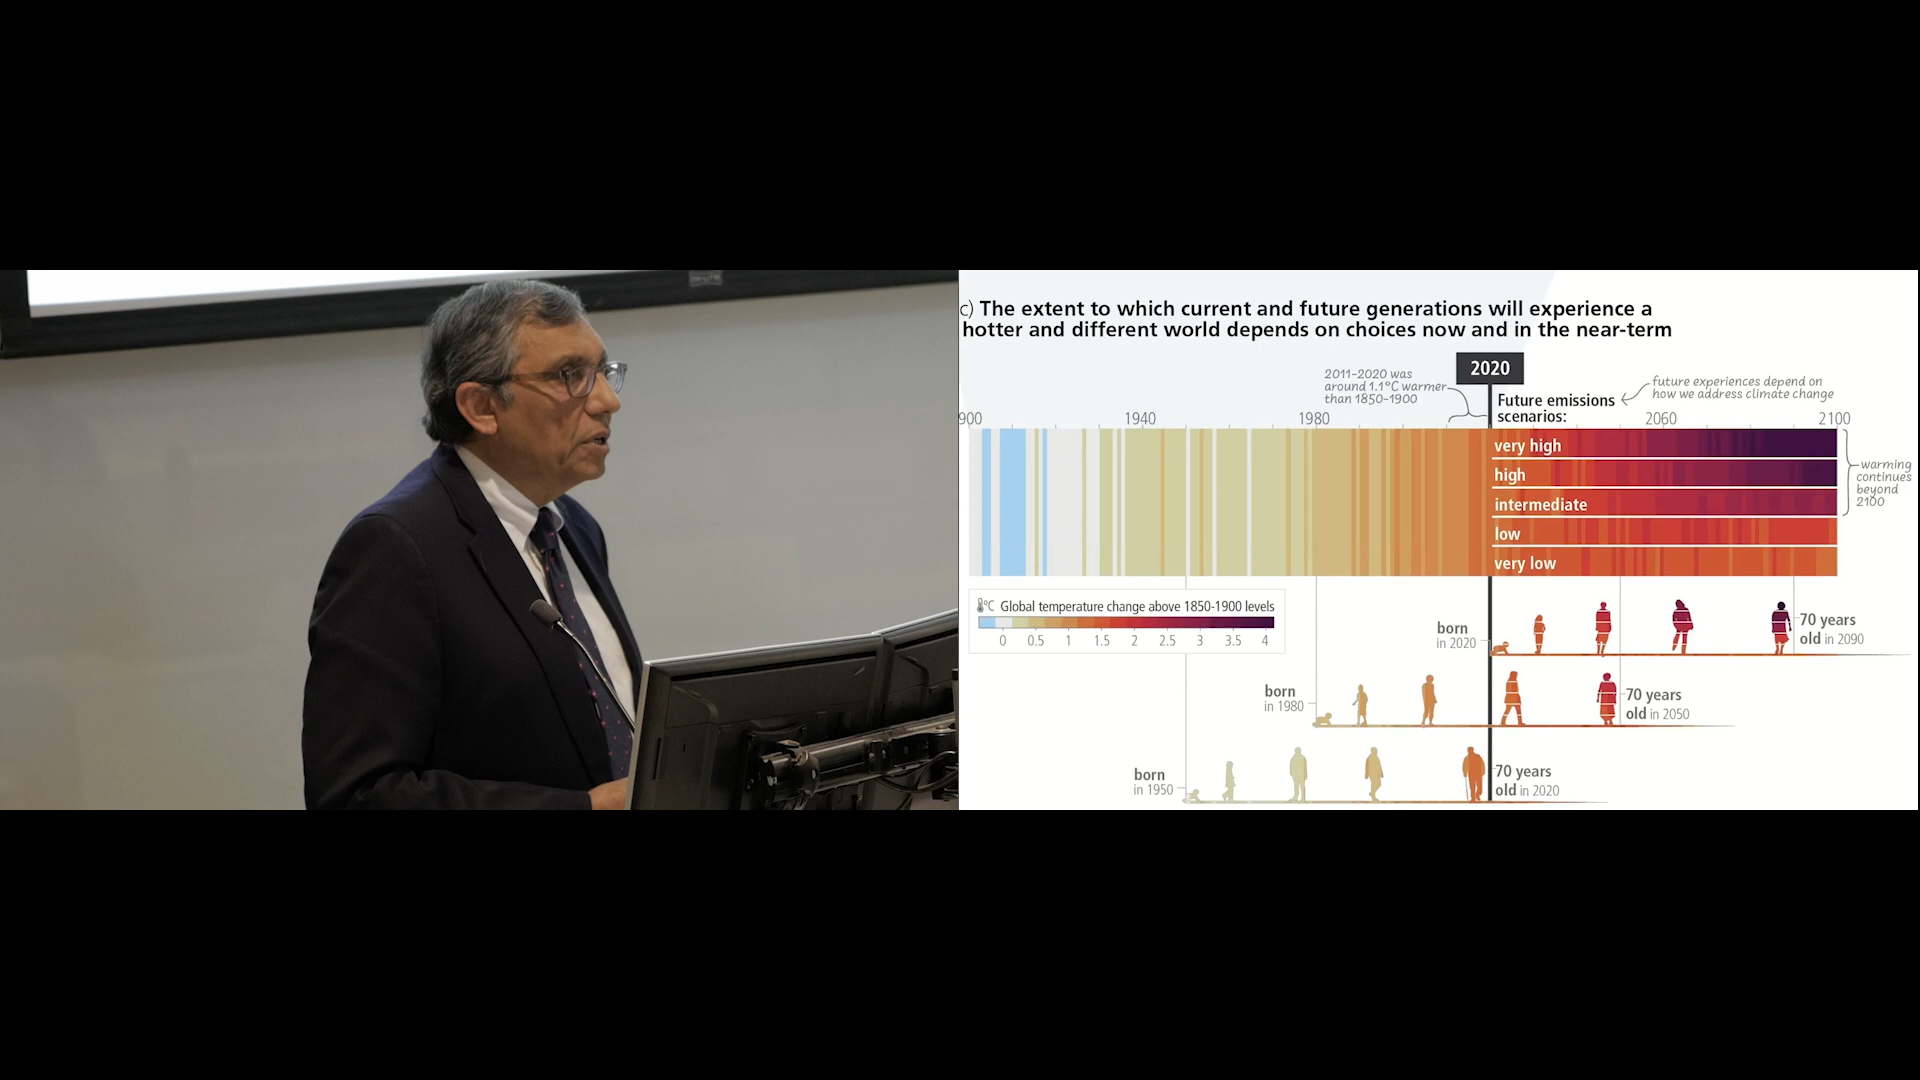 c) The extent to which current and future generations will experience a
hotter and different world depends on choices now and in the near-term
2020
2011-2020 was
around 1.1°C warmer
than 1850-1900
Future emissions
scenarios:
future experiences depend on
how we address climate change
900 1940 1980 2060 2100
very high
high
intermediate
low
very low
warming
continues
beyond
2100
°C Global temperature change above 1850-1900 levels
0 0.5 1 1.5 2 2.5 3 3.5 4
born
in 2020
70 years
old in 2090
born
in 1980
70 years
old in 2050
born
in 1950
70 years
old in 2020